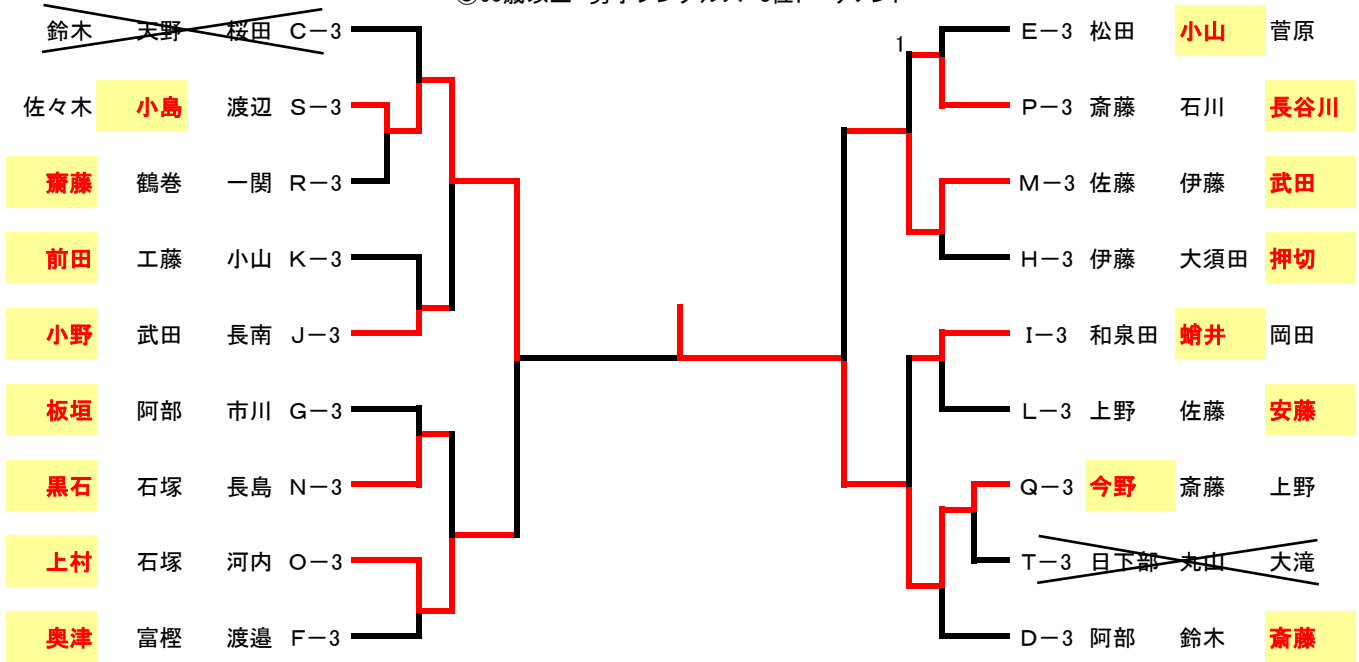 鈴木 天野 桜田 C-3
佐々木 小島 渡辺 S-3
齋藤 鶴巻 一関 R-3
前田 工藤 小山 K-3
小野 武田 長南 J-3
板垣 阿部 市川 G-3
黒石 石塚 長島 N-3
上村 石塚 河内 O-3
奥津 富樫 渡邉 F-3
1
E-3 松田 小山 菅原
P-3 斎藤 石川 長谷川
M-3 佐藤 伊藤 武田
H-3 伊藤 大須田 押切
I-3 和泉田 蛸井 岡田
L-3 上野 佐藤 安藤
Q-3 今野 斎藤 上野
T-3 日下部 丸山 大滝
D-3 阿部 鈴木 斎藤